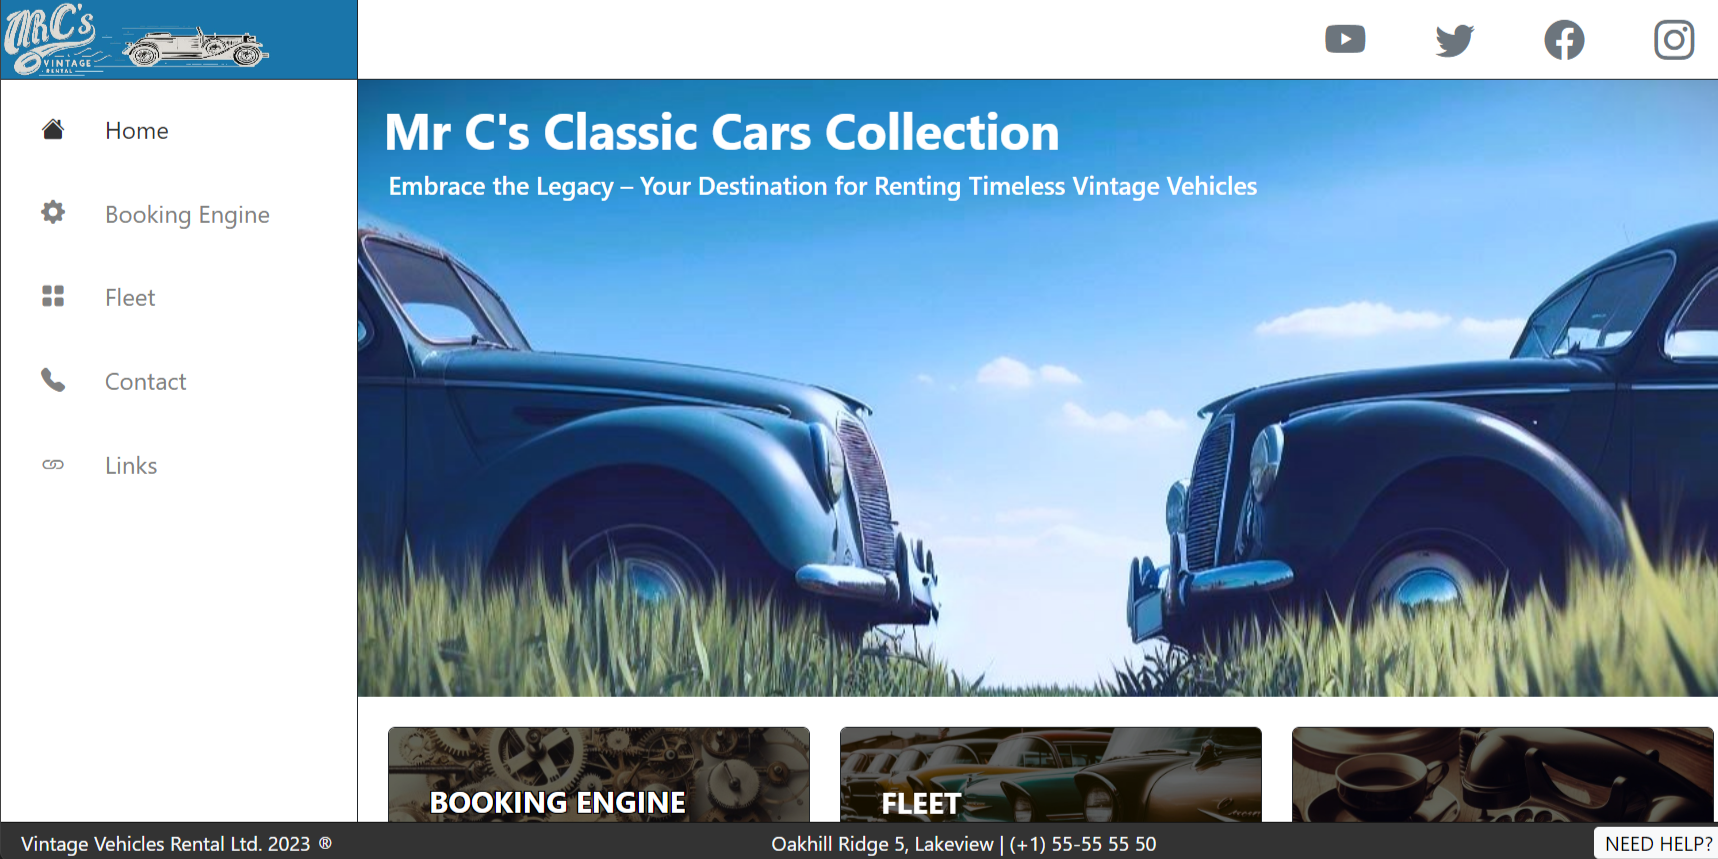 MR C's
VINTAGE
RENTAL
Home
Booking Engine
Fleet
Contact
Links
Mr C's Classic Cars Collection
Embrace the Legacy – Your Destination for Renting Timeless Vintage Vehicles
BOOKING ENGINE
FLEET
Vintage Vehicles Rental Ltd. 2023 ®
Oakhill Ridge 5, Lakeview | (+1) 55-55 55 50
NEED HELP?